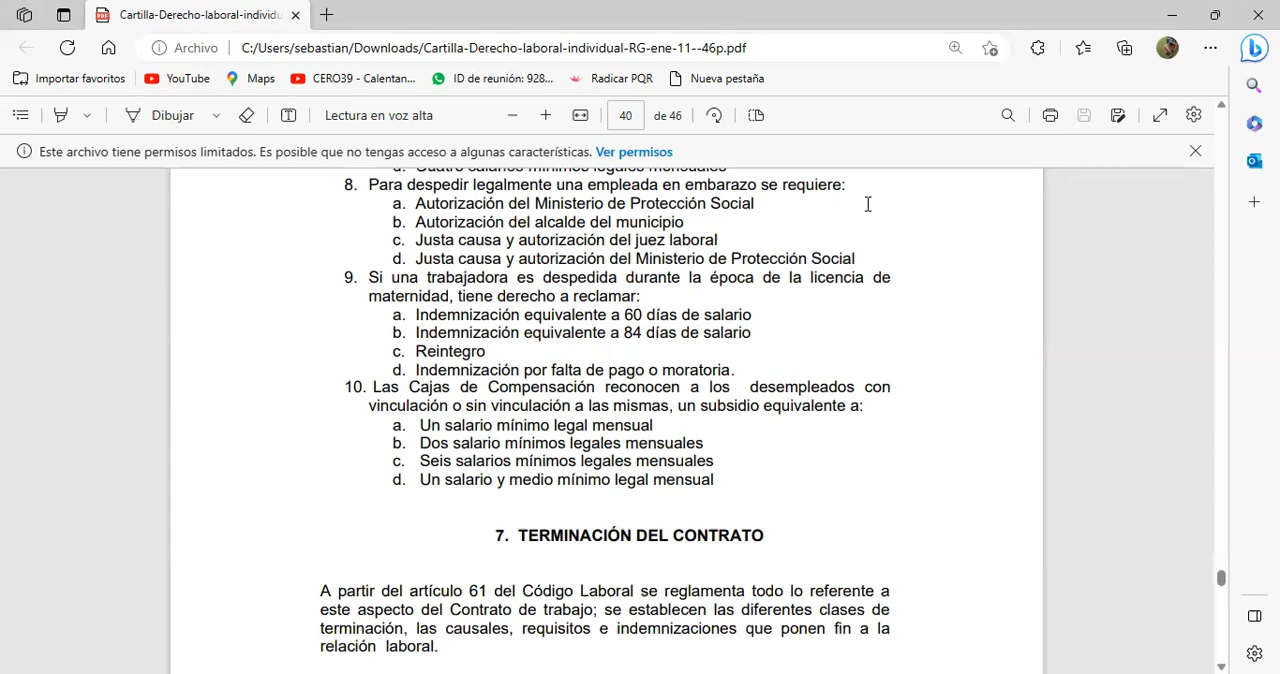 Cartilla-Derecho-laboral-individu
Archivo
C:/Users/sebastian/Downloads/Cartilla-Derecho-laboral-individual-RG-ene-11--46p.pdf
Importar favoritos
YouTube
Maps
CERO39 - Calentan...
ID de reunión: 928...
Radicar PQR
Nueva pestaña
Dibujar
Lectura en voz alta
40
de 46
Este archivo tiene permisos limitados. Es posible que no tengas acceso a algunas características. Ver permisos
d. Cuatro salarios mínimos legales mensuales
8. Para despedir legalmente una empleada en embarazo se requiere:
a. Autorización del Ministerio de Protección Social
b. Autorización del alcalde del municipio
c. Justa causa y autorización del juez laboral
d. Justa causa y autorización del Ministerio de Protección Social
9. Si una trabajadora es despedida durante la época de la licencia de
maternidad, tiene derecho a reclamar:
a. Indemnización equivalente a 60 días de salario
b. Indemnización equivalente a 84 días de salario
c. Reintegro
d. Indemnización por falta de pago o moratoria.
10. Las Cajas de Compensación reconocen a los desempleados con
vinculación o sin vinculación a las mismas, un subsidio equivalente a:
a. Un salario mínimo legal mensual
b. Dos salario mínimos legales mensuales
c. Seis salarios mínimos legales mensuales
d. Un salario y medio mínimo legal mensual
7. TERMINACIÓN DEL CONTRATO
A partir del artículo 61 del Código Laboral se reglamenta todo lo referente a
este aspecto del Contrato de trabajo; se establecen las diferentes clases de
terminación, las causales, requisitos e indemnizaciones que ponen fin a la
relación laboral.